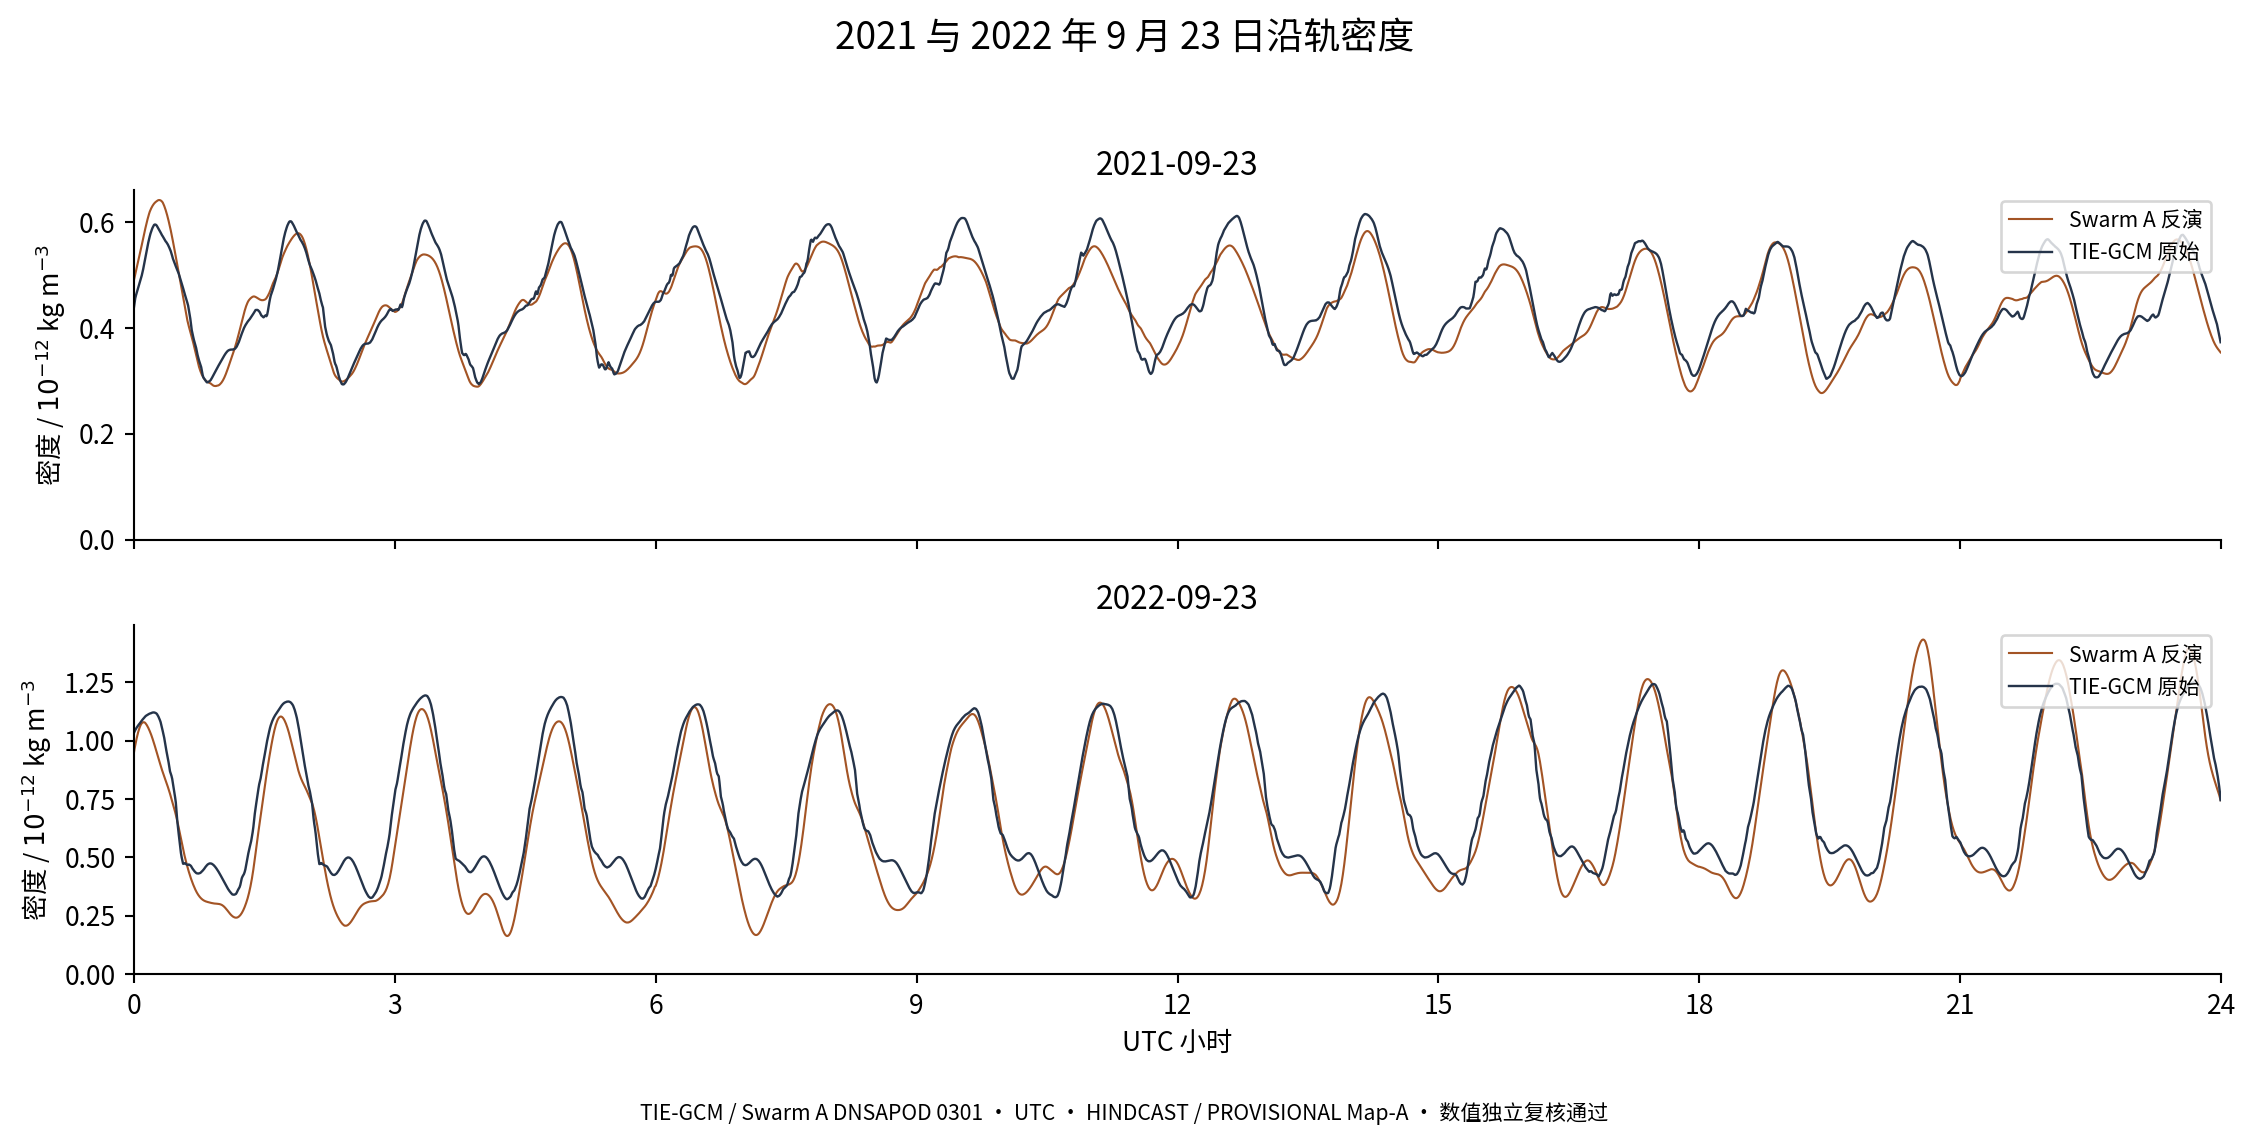 2021 与 2022 年 9 月 23 日沿轨密度
2021-09-23
密度 / 10⁻¹² kg m⁻³
0.6
0.4
0.2
0.0
Swarm A 反演
TIE-GCM 原始
2022-09-23
密度 / 10⁻¹² kg m⁻³
1.25
1.00
0.75
0.50
0.25
0.00
Swarm A 反演
TIE-GCM 原始
0 3 6 9 12 15 18 21 24
UTC 小时
TIE-GCM / Swarm A DNSAPOD 0301 • UTC • HINDCAST / PROVISIONAL Map-A • 数值独立复核通过